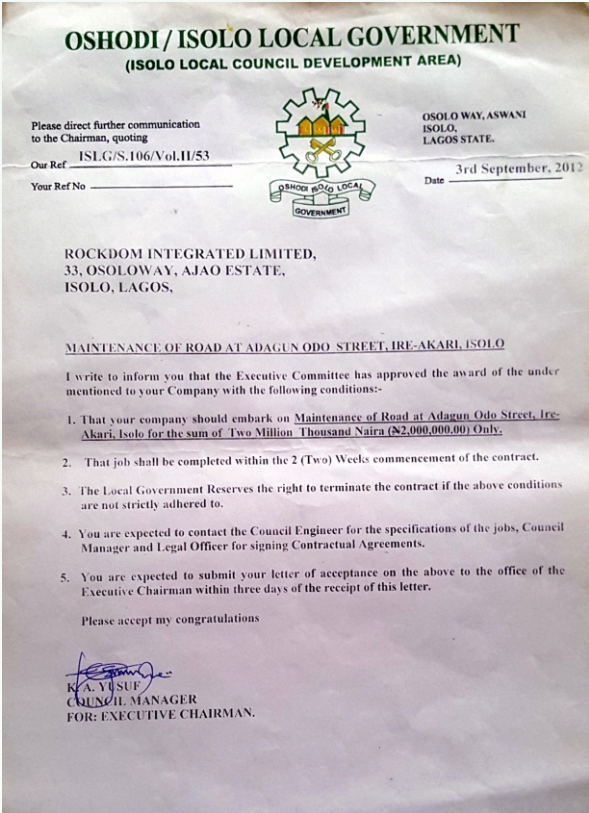 OSHODI / ISOLO LOCAL GOVERNMENT
(ISOLO LOCAL COUNCIL DEVELOPMENT AREA)
Please direct further communication
to the Chairman, quoting
Our Ref ISLG/S.106/Vol.II/53
Your Ref No
OSHODI ISOLO LOCAL
GOVERNMENT
OSOLO WAY, ASWANI
ISOLO,
LAGOS STATE.
Date 3rd September, 2012
ROCKDOM INTEGRATED LIMITED,
33, OSOLOWAY, AJAO ESTATE,
ISOLO, LAGOS,
MAINTENANCE OF ROAD AT ADAGUN ODO STREET, IRE-AKARI, ISOLO
I write to inform you that the Executive Committee has approved the award of the under
mentioned to your Company with the following conditions:-
1. That your company should embark on Maintenance of Road at Adagun Odo Street, Ire-
Akari, Isolo for the sum of Two Million Thousand Naira (₦2,000,000.00) Only.
2. That job shall be completed within the 2 (Two) Weeks commencement of the contract.
3. The Local Government Reserves the right to terminate the contract if the above conditions
are not strictly adhered to.
4. You are expected to contact the Council Engineer for the specifications of the jobs, Council
Manager and Legal Officer for signing Contractual Agreements.
5. You are expected to submit your letter of acceptance on the above to the office of the
Executive Chairman within three days of the receipt of this letter.
Please accept my congratulations
K. A. YUSUF
COUNCIL MANAGER
FOR: EXECUTIVE CHAIRMAN.